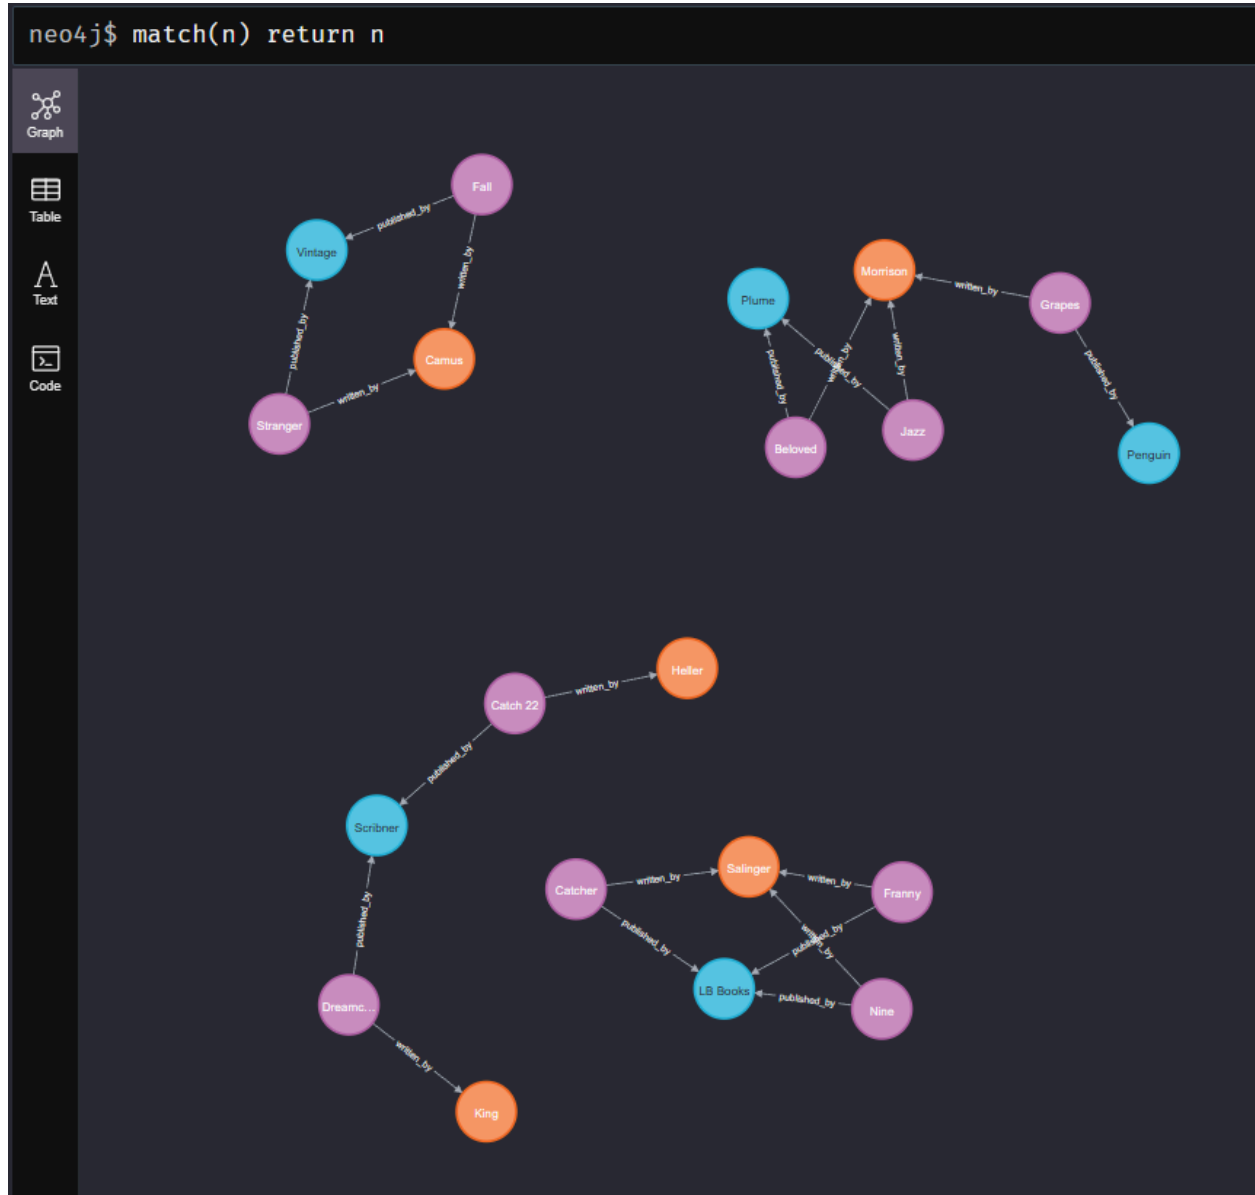 neo4j$ match(n) return n
Graph
Table
Text
Code
Fall
published_by
Vintage
written_by
published_by
Camus
written_by
Stranger
Morrison
Plume
written_by
Grapes
published_by
written_by
published_by
written_by
published_by
Jazz
Beloved
Penguin
Heller
written_by
Catch 22
published_by
Scribner
published_by
Dreamc...
written_by
King
Salinger
Catcher
written_by
written_by
Franny
published_by
written_by
published_by
LB Books
published_by
Nine